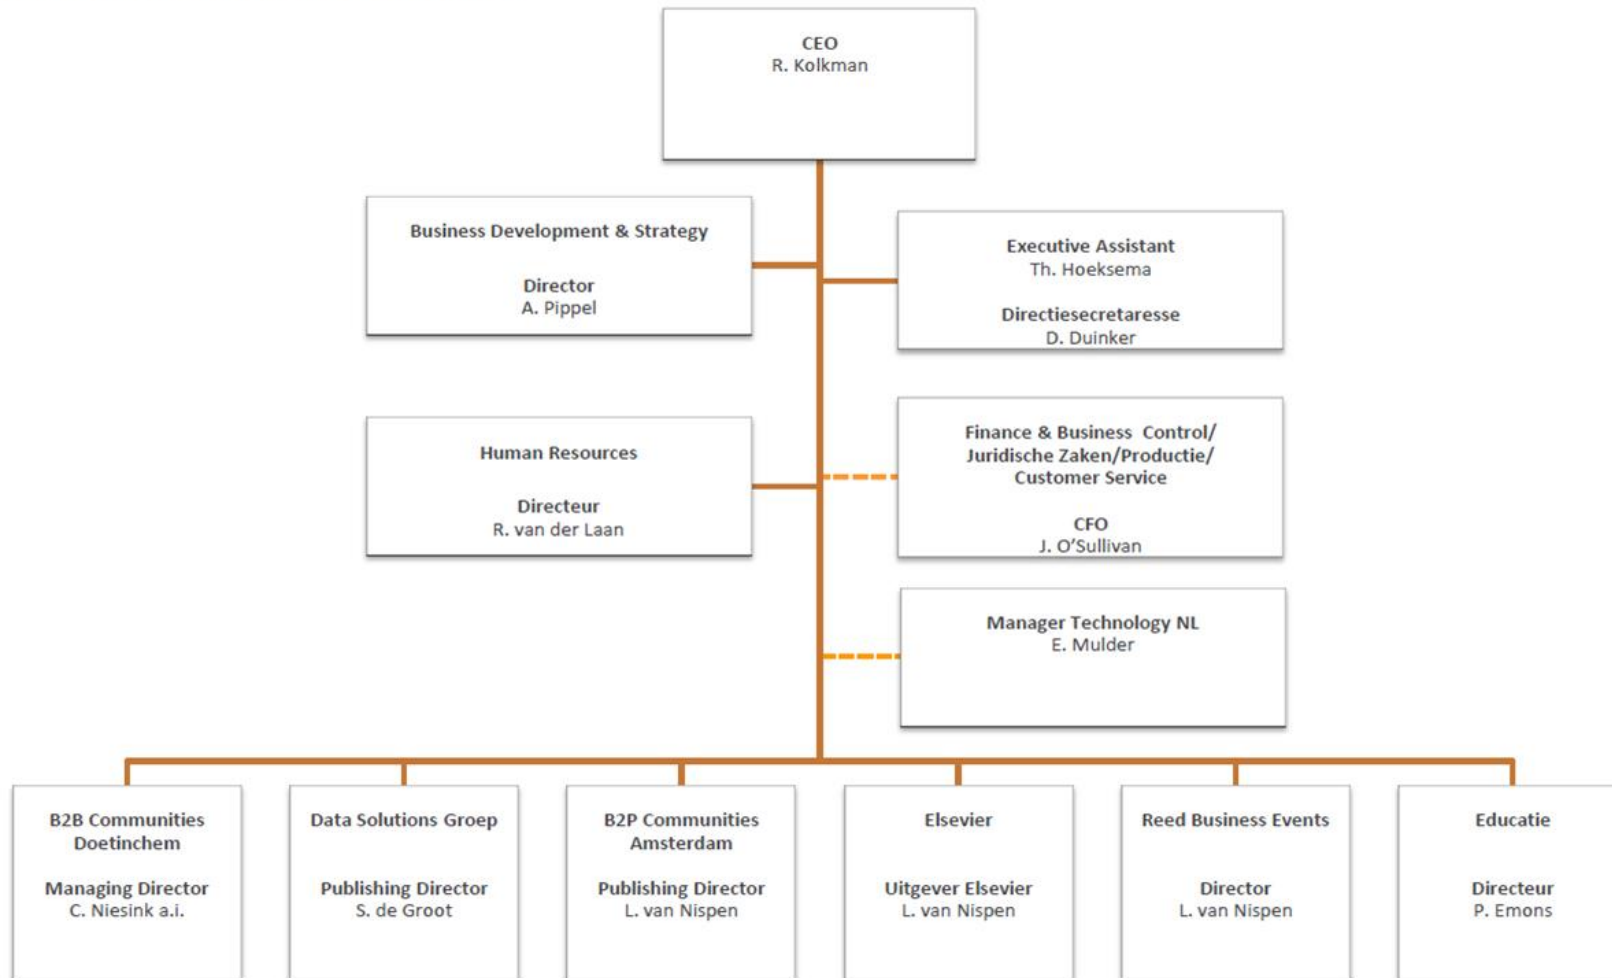 CEO
R. Kolkman
Business Development & Strategy
Director
A. Pippel
Executive Assistant
Th. Hoeksema
Directiesecretaresse
D. Duinker
Human Resources
Directeur
R. van der Laan
Finance & Business Control/
Juridische Zaken/Productie/
Customer Service
CFO
J. O’Sullivan
Manager Technology NL
E. Mulder
B2B Communities
Doetinchem
Managing Director
C. Niesink a.i.
Data Solutions Groep
Publishing Director
S. de Groot
B2P Communities
Amsterdam
Publishing Director
L. van Nispen
Elsevier
Uitgever Elsevier
L. van Nispen
Reed Business Events
Director
L. van Nispen
Educatie
Directeur
P. Emons